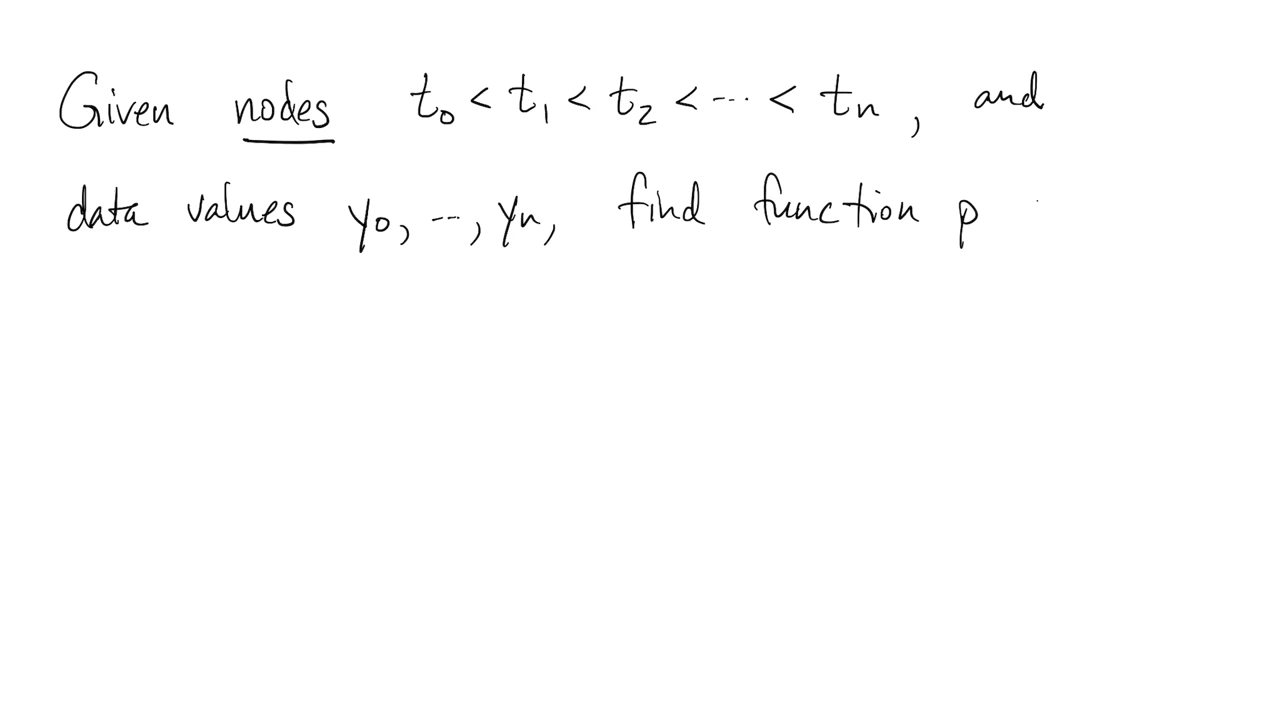 Given nodes t₀ < t₁ < t₂ < ... < tₙ, and
data values y₀, ..., yₙ, find function p